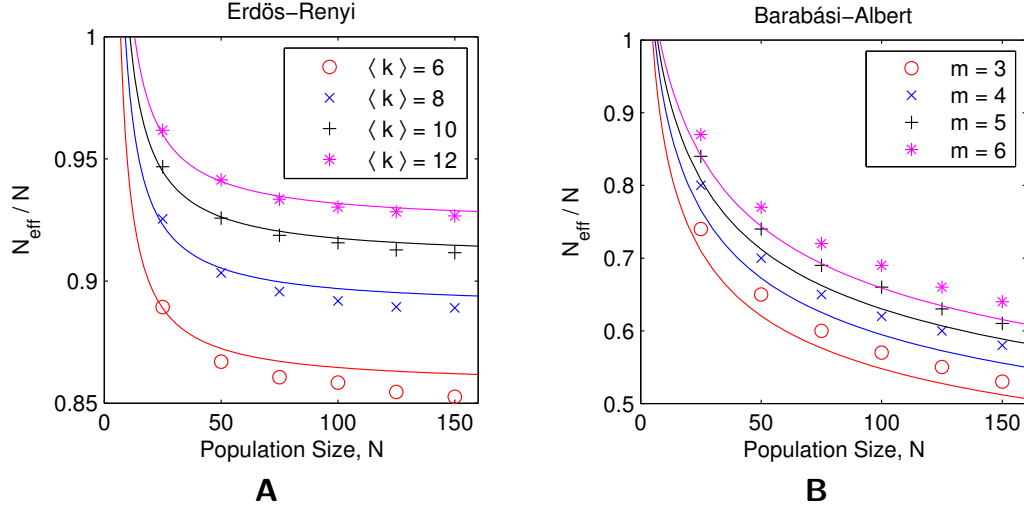 Erdös−Renyi
1
0.95
0.9
0.85
N_eff / N
0
50
100
150
Population Size, N
⟨ k ⟩ = 6
⟨ k ⟩ = 8
⟨ k ⟩ = 10
⟨ k ⟩ = 12
A
Barabási−Albert
1
0.9
0.8
0.7
0.6
0.5
N_eff / N
0
50
100
150
Population Size, N
m = 3
m = 4
m = 5
m = 6
B